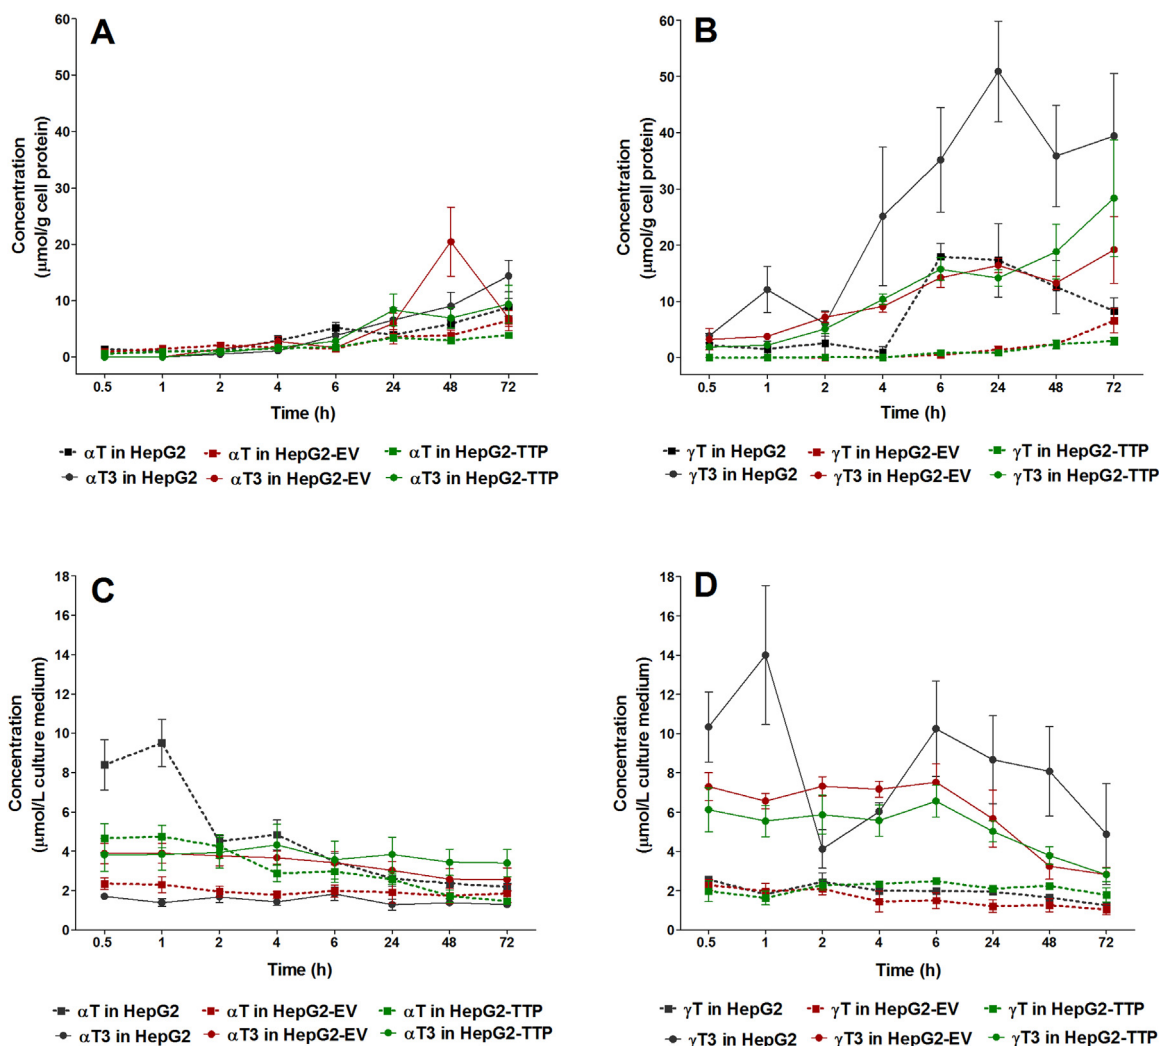 A
Concentration
(μmol/g cell protein)
60
50
40
30
20
10
0
0.5 1 2 4 6 24 48 72
Time (h)
αT in HepG2 αT in HepG2-EV αT in HepG2-TTP
αT3 in HepG2 αT3 in HepG2-EV αT3 in HepG2-TTP
B
Concentration
(μmol/g cell protein)
60
50
40
30
20
10
0
0.5 1 2 4 6 24 48 72
Time (h)
γT in HepG2 γT in HepG2-EV γT in HepG2-TTP
γT3 in HepG2 γT3 in HepG2-EV γT3 in HepG2-TTP
C
Concentration
(μmol/L culture medium)
18
16
14
12
10
8
6
4
2
0
0.5 1 2 4 6 24 48 72
Time (h)
αT in HepG2 αT in HepG2-EV αT in HepG2-TTP
αT3 in HepG2 αT3 in HepG2-EV αT3 in HepG2-TTP
D
Concentration
(μmol/L culture medium)
18
16
14
12
10
8
6
4
2
0
0.5 1 2 4 6 24 48 72
Time (h)
γT in HepG2 γT in HepG2-EV γT in HepG2-TTP
γT3 in HepG2 γT3 in HepG2-EV γT3 in HepG2-TTP